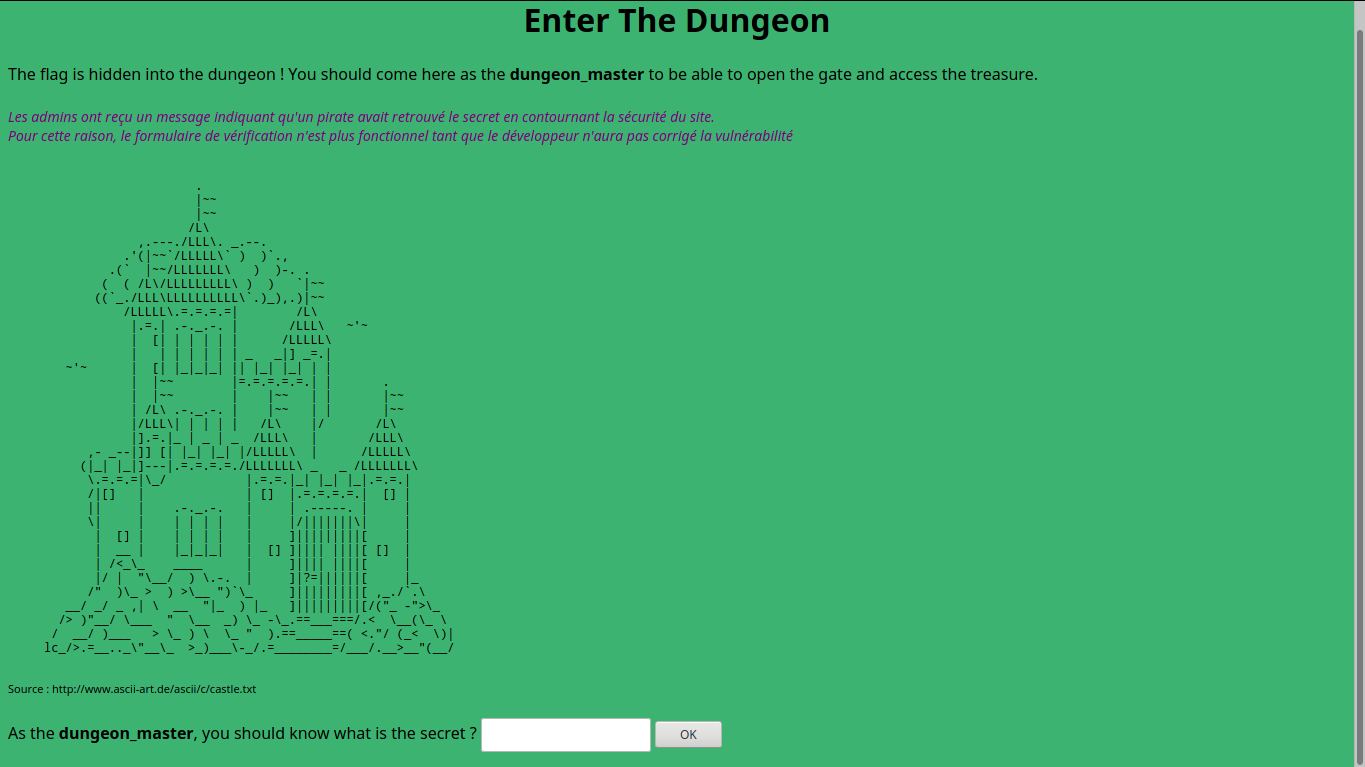 Enter The Dungeon
The flag is hidden into the dungeon ! You should come here as the dungeon_master to be able to open the gate and access the treasure.
Les admins ont reçu un message indiquant qu'un pirate avait retrouvé le secret en contournant la sécurité du site.
Pour cette raison, le formulaire de vérification n'est plus fonctionnel tant que le développeur n'aura pas corrigé la vulnérabilité
Source : http://www.ascii-art.de/ascii/c/castle.txt
As the dungeon_master, you should know what is the secret ?
OK